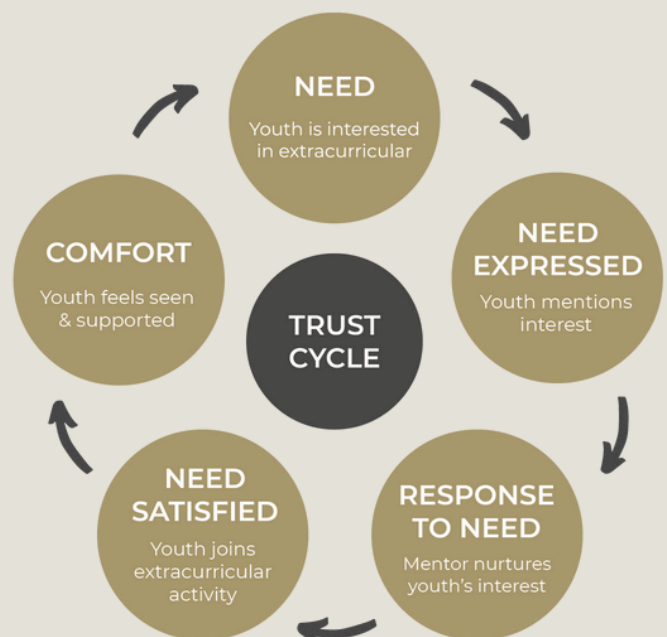 NEED
Youth is interested
in extracurricular
NEED
EXPRESSED
Youth mentions
interest
RESPONSE
TO NEED
Mentor nurtures
youth's interest
NEED
SATISFIED
Youth joins
extracurricular
activity
COMFORT
Youth feels seen
& supported
TRUST
CYCLE